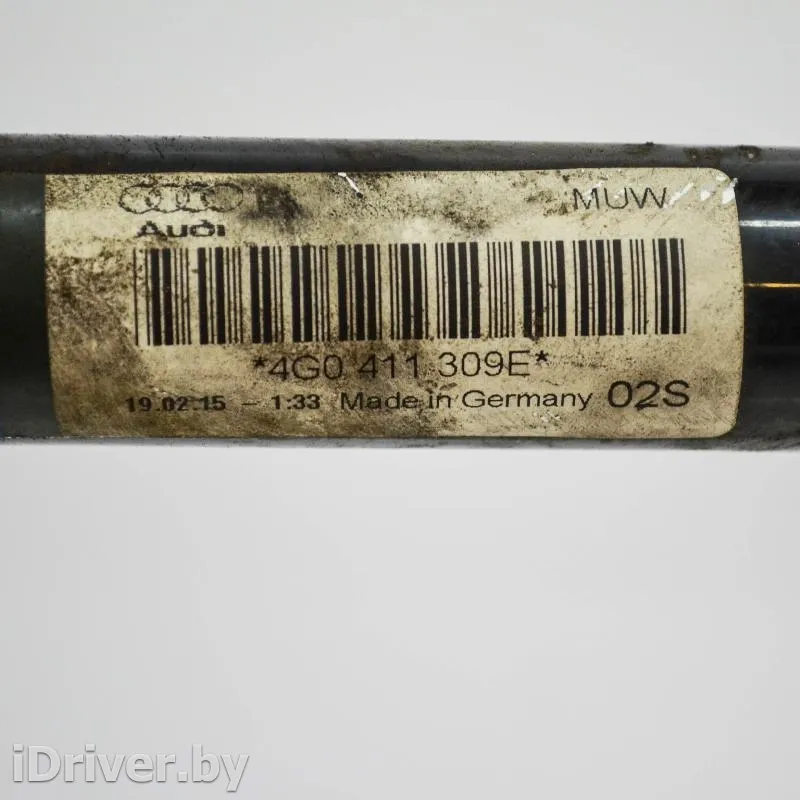 MUW
Audi
*4G0 411 309E*
19.02.15 - 1:33 Made in Germany 02S
iDriver.by